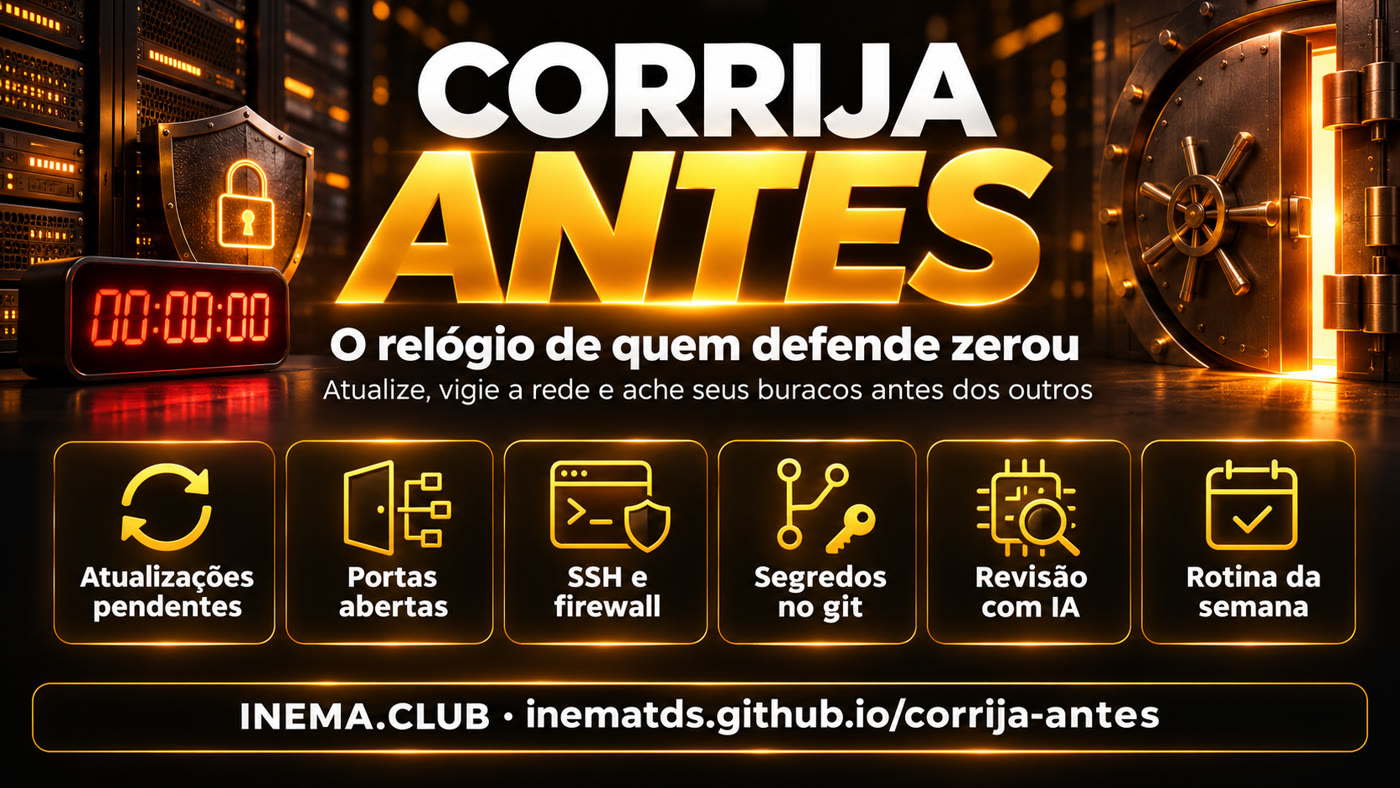 CORRIJA
ANTES
00:00:00
O relógio de quem defende zerou
Atualize, vigie a rede e ache seus buracos antes dos outros
Atualizações
pendentes
Portas
abertas
SSH e
firewall
Segredos
no git
Revisão
com IA
Rotina da
semana
INEMA.CLUB · inematds.github.io/corrija-antes